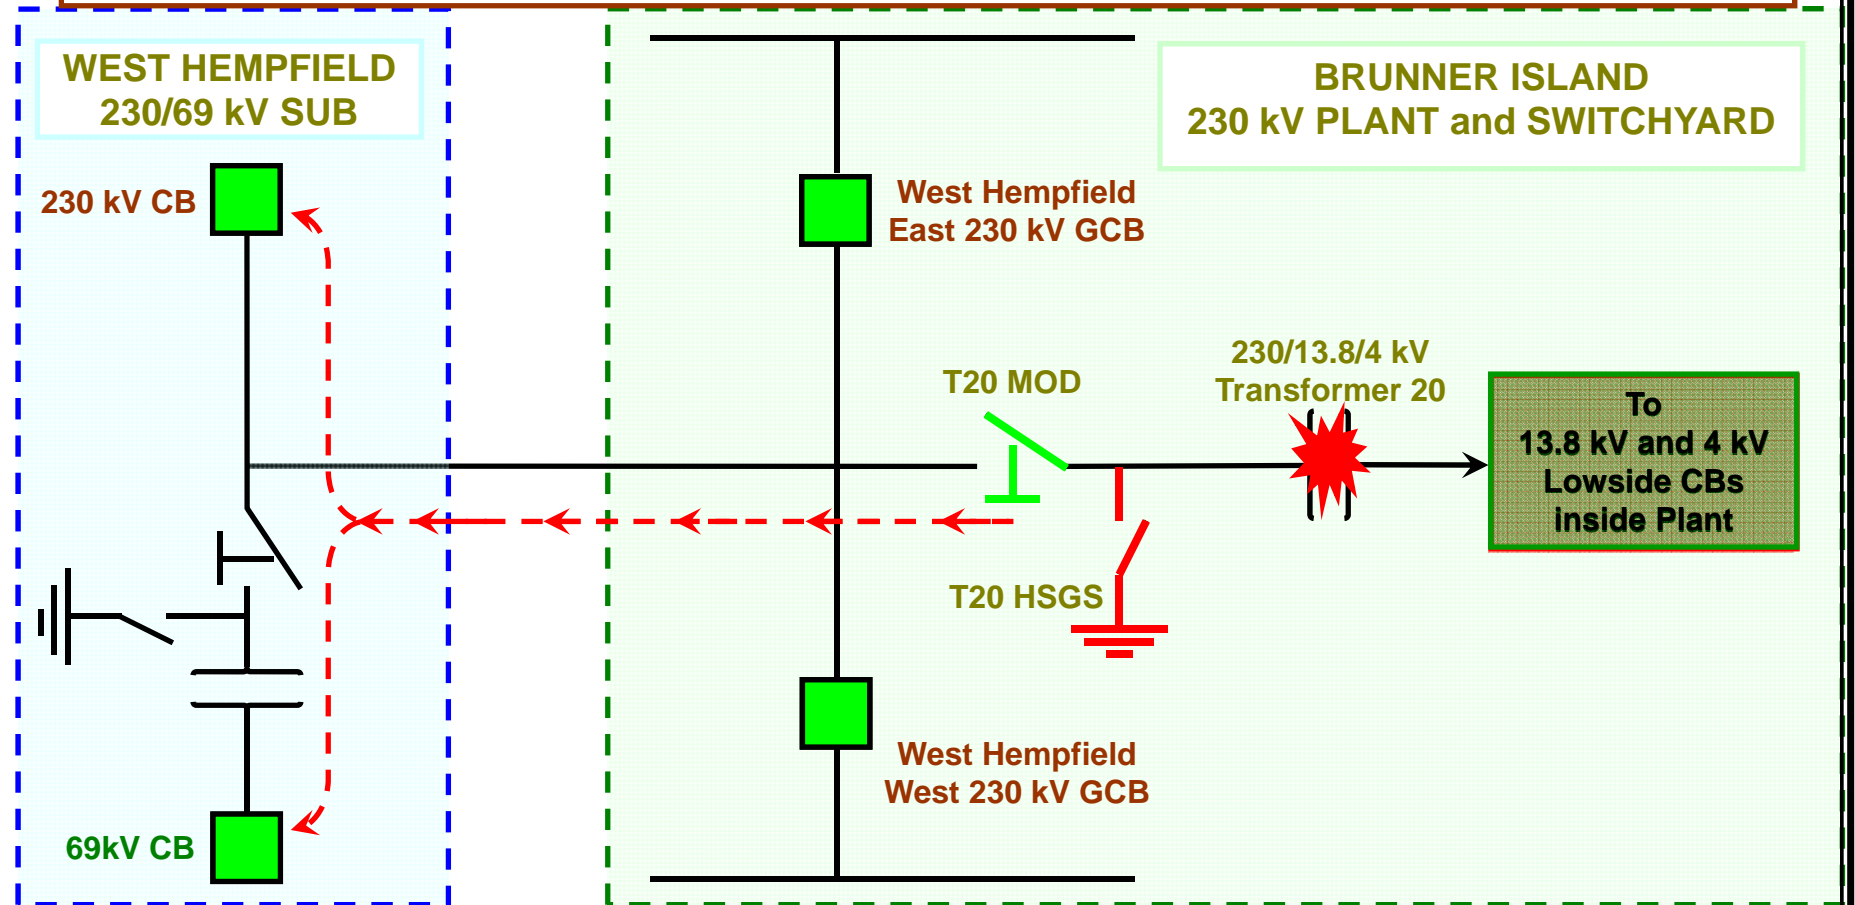 WEST HEMPFIELD
230/69 kV SUB
BRUNNER ISLAND
230 kV PLANT and SWITCHYARD
230 kV CB
West Hempfield
East 230 kV GCB
T20 MOD
230/13.8/4 kV
Transformer 20
To
13.8 kV and 4 kV
Lowside CBs
inside Plant
T20 HSGS
West Hempfield
West 230 kV GCB
69kV CB